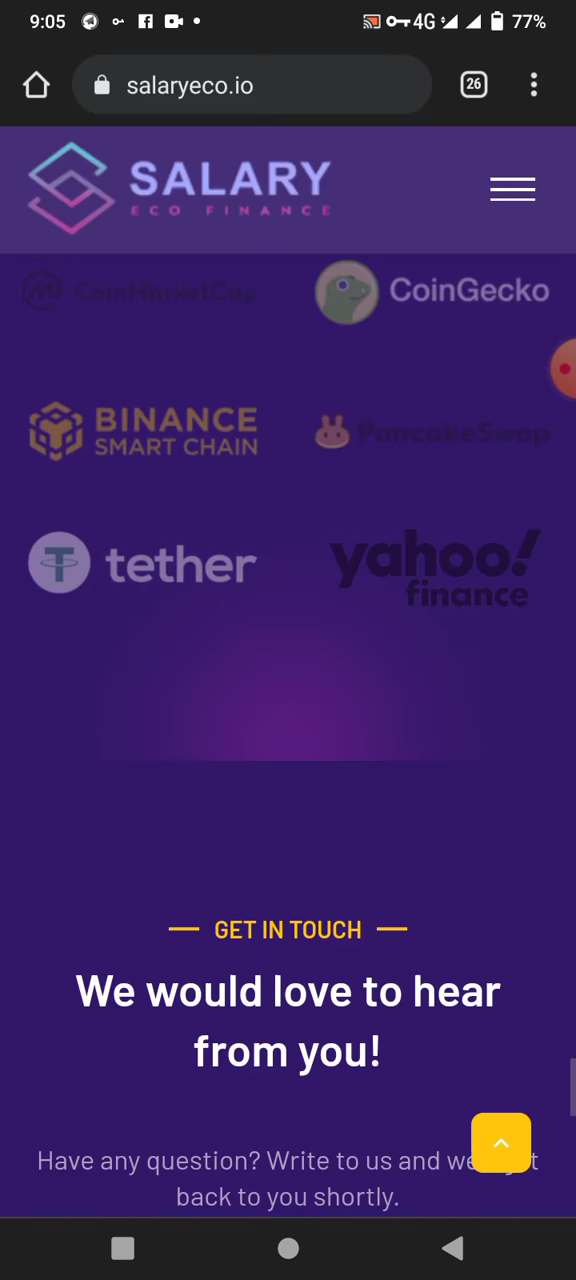 9:05 4G 77%
salaryeco.io 26
SALARY
ECO FINANCE
CoinMarketCap CoinGecko
BINANCE
SMART CHAIN
PancakeSwap
tether
yahoo!
finance
GET IN TOUCH
We would love to hear
from you!
Have any question? Write to us and
back to you shortly.